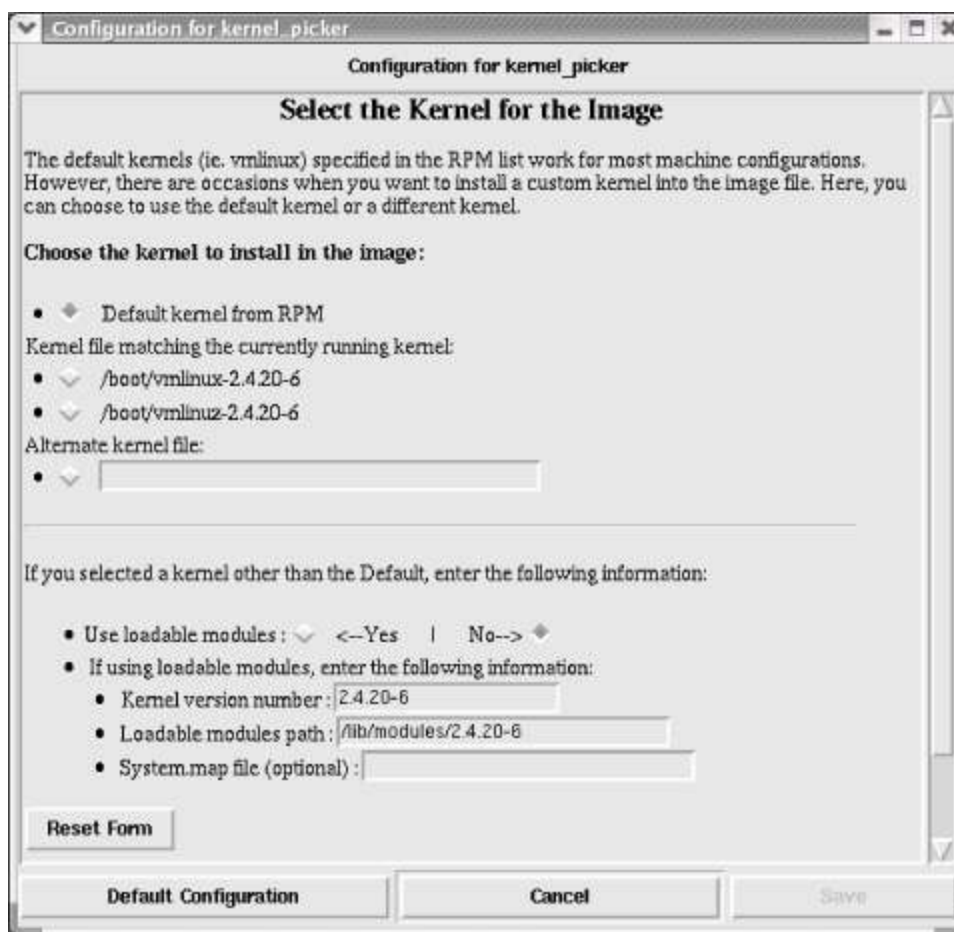 Configuration for kernel_picker
Configuration for kernel_picker
Select the Kernel for the Image
The default kernels (ie. vmlinux) specified in the RPM list work for most machine configurations.
However, there are occasions when you want to install a custom kernel into the image file. Here, you
can choose to use the default kernel or a different kernel.
Choose the kernel to install in the image:
Default kernel from RPM
Kernel file matching the currently running kernel:
/boot/vmlinux-2.4.20-6
/boot/vmlinuz-2.4.20-6
Alternate kernel file:
If you selected a kernel other than the Default, enter the following information:
Use loadable modules : <--Yes | No-->
If using loadable modules, enter the following information:
Kernel version number : 2.4.20-6
Loadable modules path : /lib/modules/2.4.20-6
System.map file (optional) :
Reset Form
Default Configuration Cancel Save